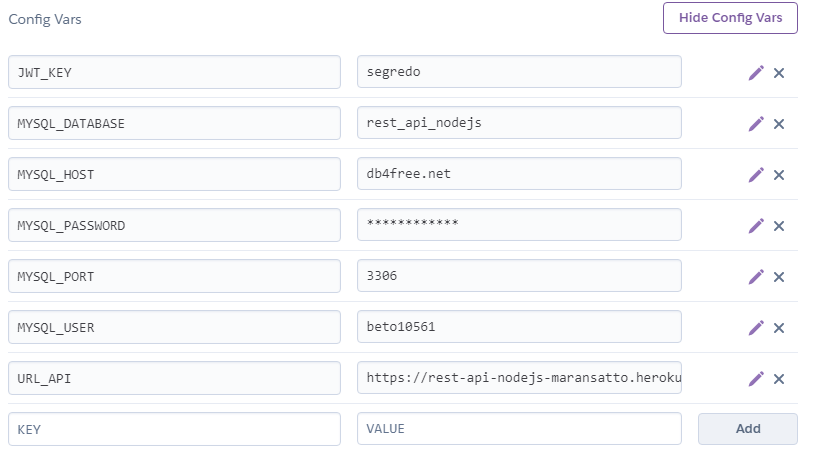 Config Vars Hide Config Vars
JWT_KEY segredo
MYSQL_DATABASE rest_api_nodejs
MYSQL_HOST db4free.net
MYSQL_PASSWORD ************
MYSQL_PORT 3306
MYSQL_USER beto10561
URL_API https://rest-api-nodejs-maransatto.heroku
KEY VALUE Add